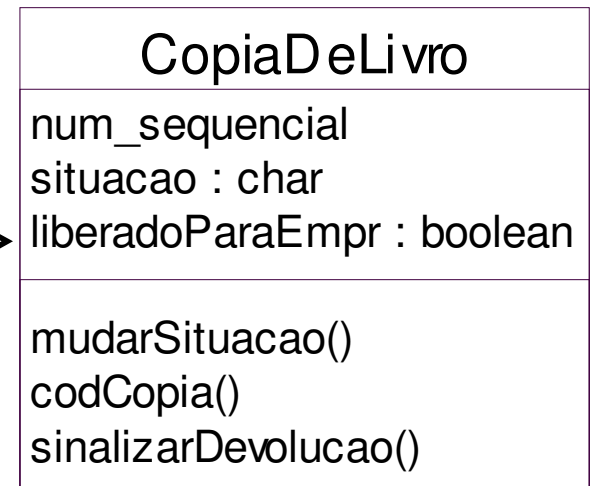 CopiaDeLivro
num_sequencial
situacao : char
liberadoParaEmpr : boolean
mudarSituacao()
codCopia()
sinalizarDevolucao()